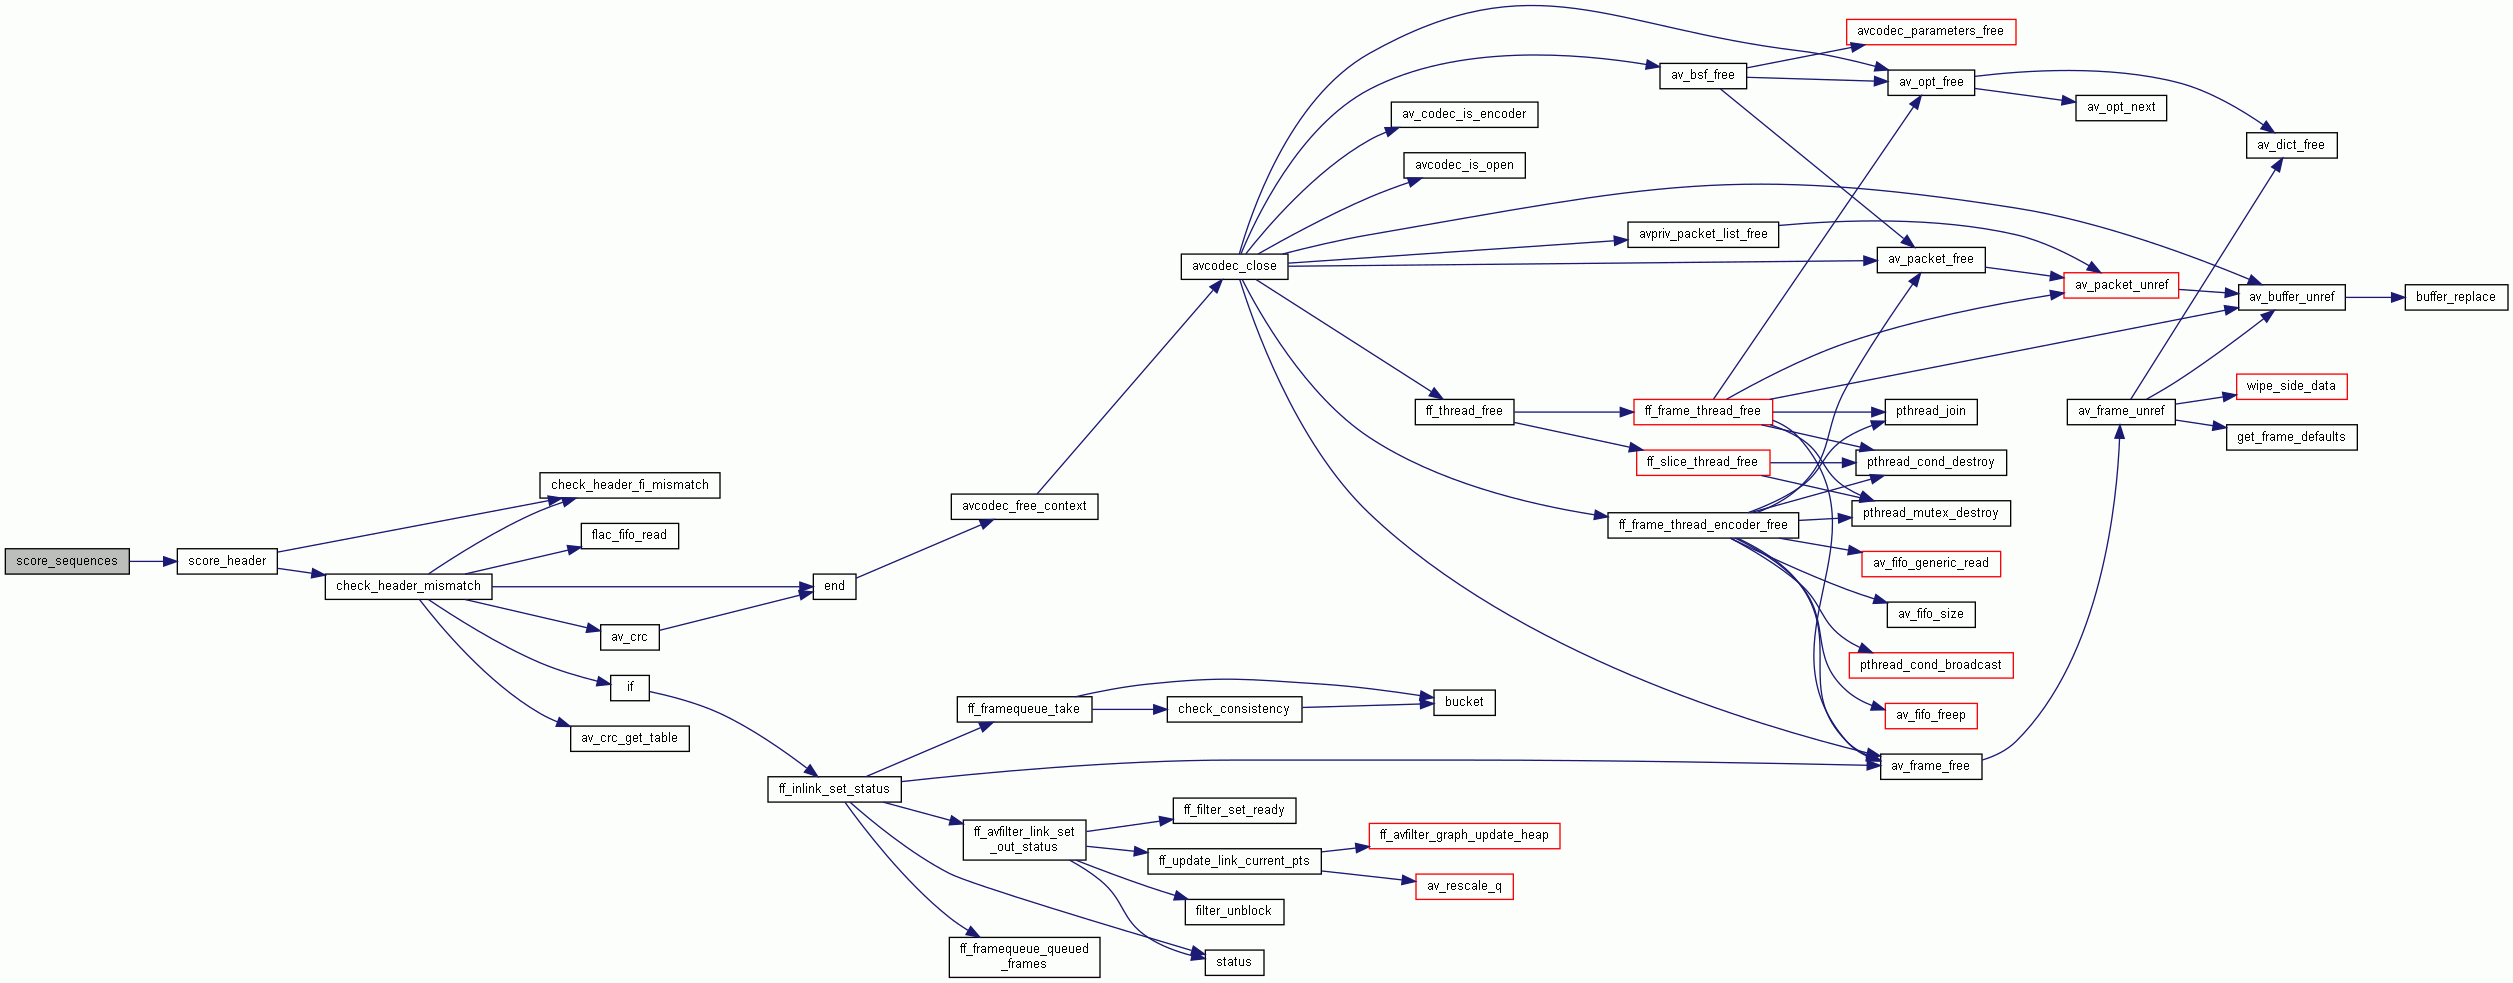 score_sequences
score_header
check_header_fi_mismatch
flac_fifo_read
check_header_mismatch
end
av_crc
if
av_crc_get_table
avcodec_free_context
avcodec_close
ff_inlink_set_status
ff_framequeue_take
check_consistency
bucket
ff_avfilter_link_set
_out_status
ff_filter_set_ready
ff_update_link_current_pts
ff_avfilter_graph_update_heap
av_rescale_q
filter_unblock
status
ff_framequeue_queued
_frames
av_codec_is_encoder
avcodec_is_open
ff_thread_free
av_bsf_free
avpriv_packet_list_free
ff_frame_thread_free
ff_slice_thread_free
ff_frame_thread_encoder_free
avcodec_parameters_free
av_opt_free
av_packet_free
pthread_join
pthread_cond_destroy
pthread_mutex_destroy
av_fifo_generic_read
av_fifo_size
pthread_cond_broadcast
av_fifo_freep
av_frame_free
av_opt_next
av_packet_unref
av_frame_unref
av_dict_free
av_buffer_unref
wipe_side_data
get_frame_defaults
buffer_replace